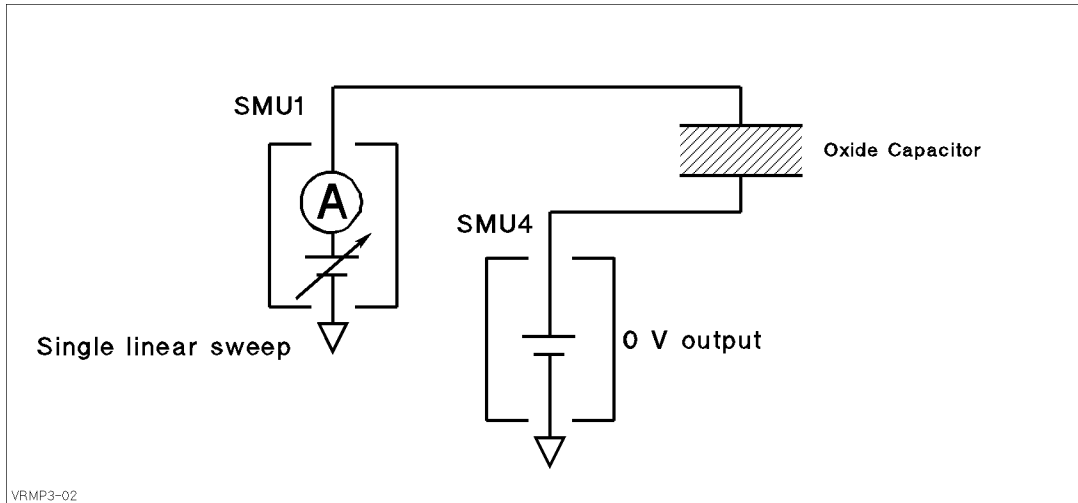 SMU1
A
Oxide Capacitor
SMU4
Single linear sweep
0 V output
VRMP3-02